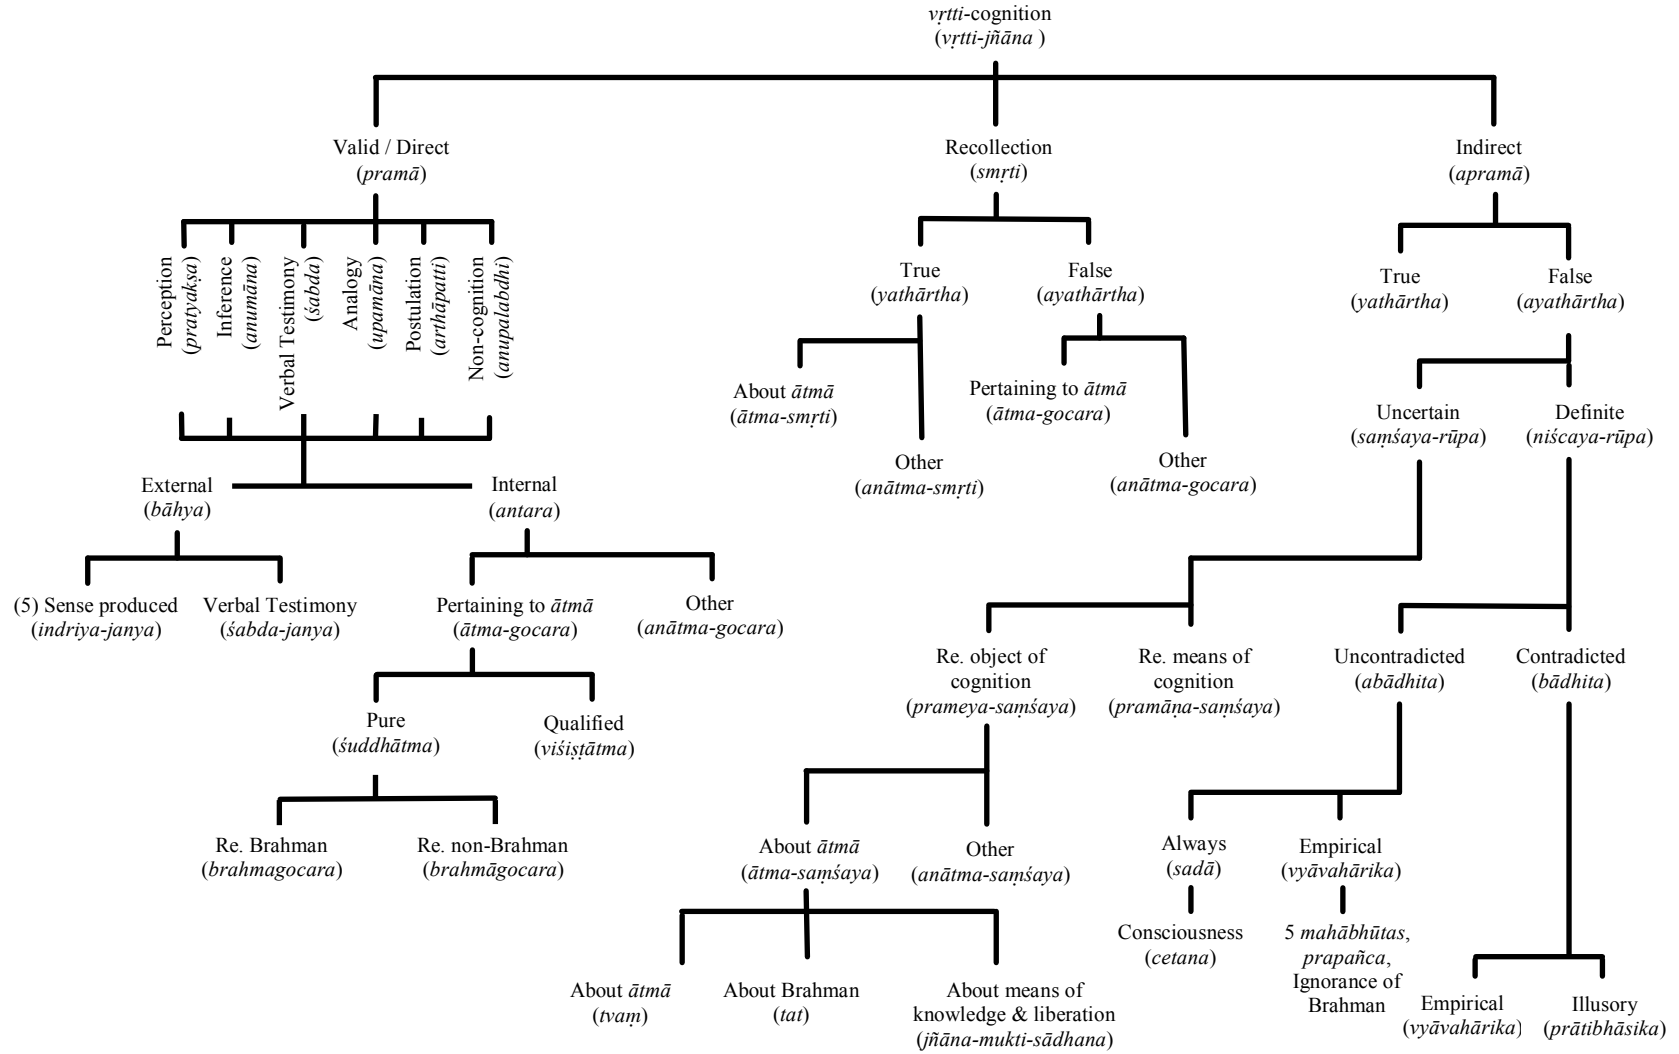 vṛtti-cognition
(vṛtti-jñāna )
Valid / Direct
(pramā)
Recollection
(smṛti)
Indirect
(apramā)
Perception
(pratyakṣa)
Inference
(anumāna)
Verbal Testimony
(śabda)
Analogy
(upamāna)
Postulation
(arthāpatti)
Non-cognition
(anupalabdhi)
True
(yathārtha)
False
(ayathārtha)
True
(yathārtha)
False
(ayathārtha)
About ātmā
(ātma-smṛti)
Pertaining to ātmā
(ātma-gocara)
Uncertain
(saṃśaya-rūpa)
Definite
(niścaya-rūpa)
Other
(anātma-smṛti)
Other
(anātma-gocara)
External
(bāhya)
Internal
(antara)
(5) Sense produced
(indriya-janya)
Verbal Testimony
(śabda-janya)
Pertaining to ātmā
(ātma-gocara)
Other
(anātma-gocara)
Re. object of
cognition
(prameya-saṃśaya)
Re. means of
cognition
(pramāṇa-saṃśaya)
Uncontradicted
(abādhita)
Contradicted
(bādhita)
Pure
(śuddhātma)
Qualified
(viśiṣṭātma)
Re. Brahman
(brahmagocara)
Re. non-Brahman
(brahmāgocara)
About ātmā
(ātma-saṃśaya)
Other
(anātma-saṃśaya)
Always
(sadā)
Empirical
(vyāvahārika)
Consciousness
(cetana)
5 mahābhūtas,
prapañca,
Ignorance of
Brahman
About ātmā
(tvaṃ)
About Brahman
(tat)
About means of
knowledge & liberation
(jñāna-mukti-sādhana)
Empirical
(vyāvahārika)
Illusory
(prātibhāsika)